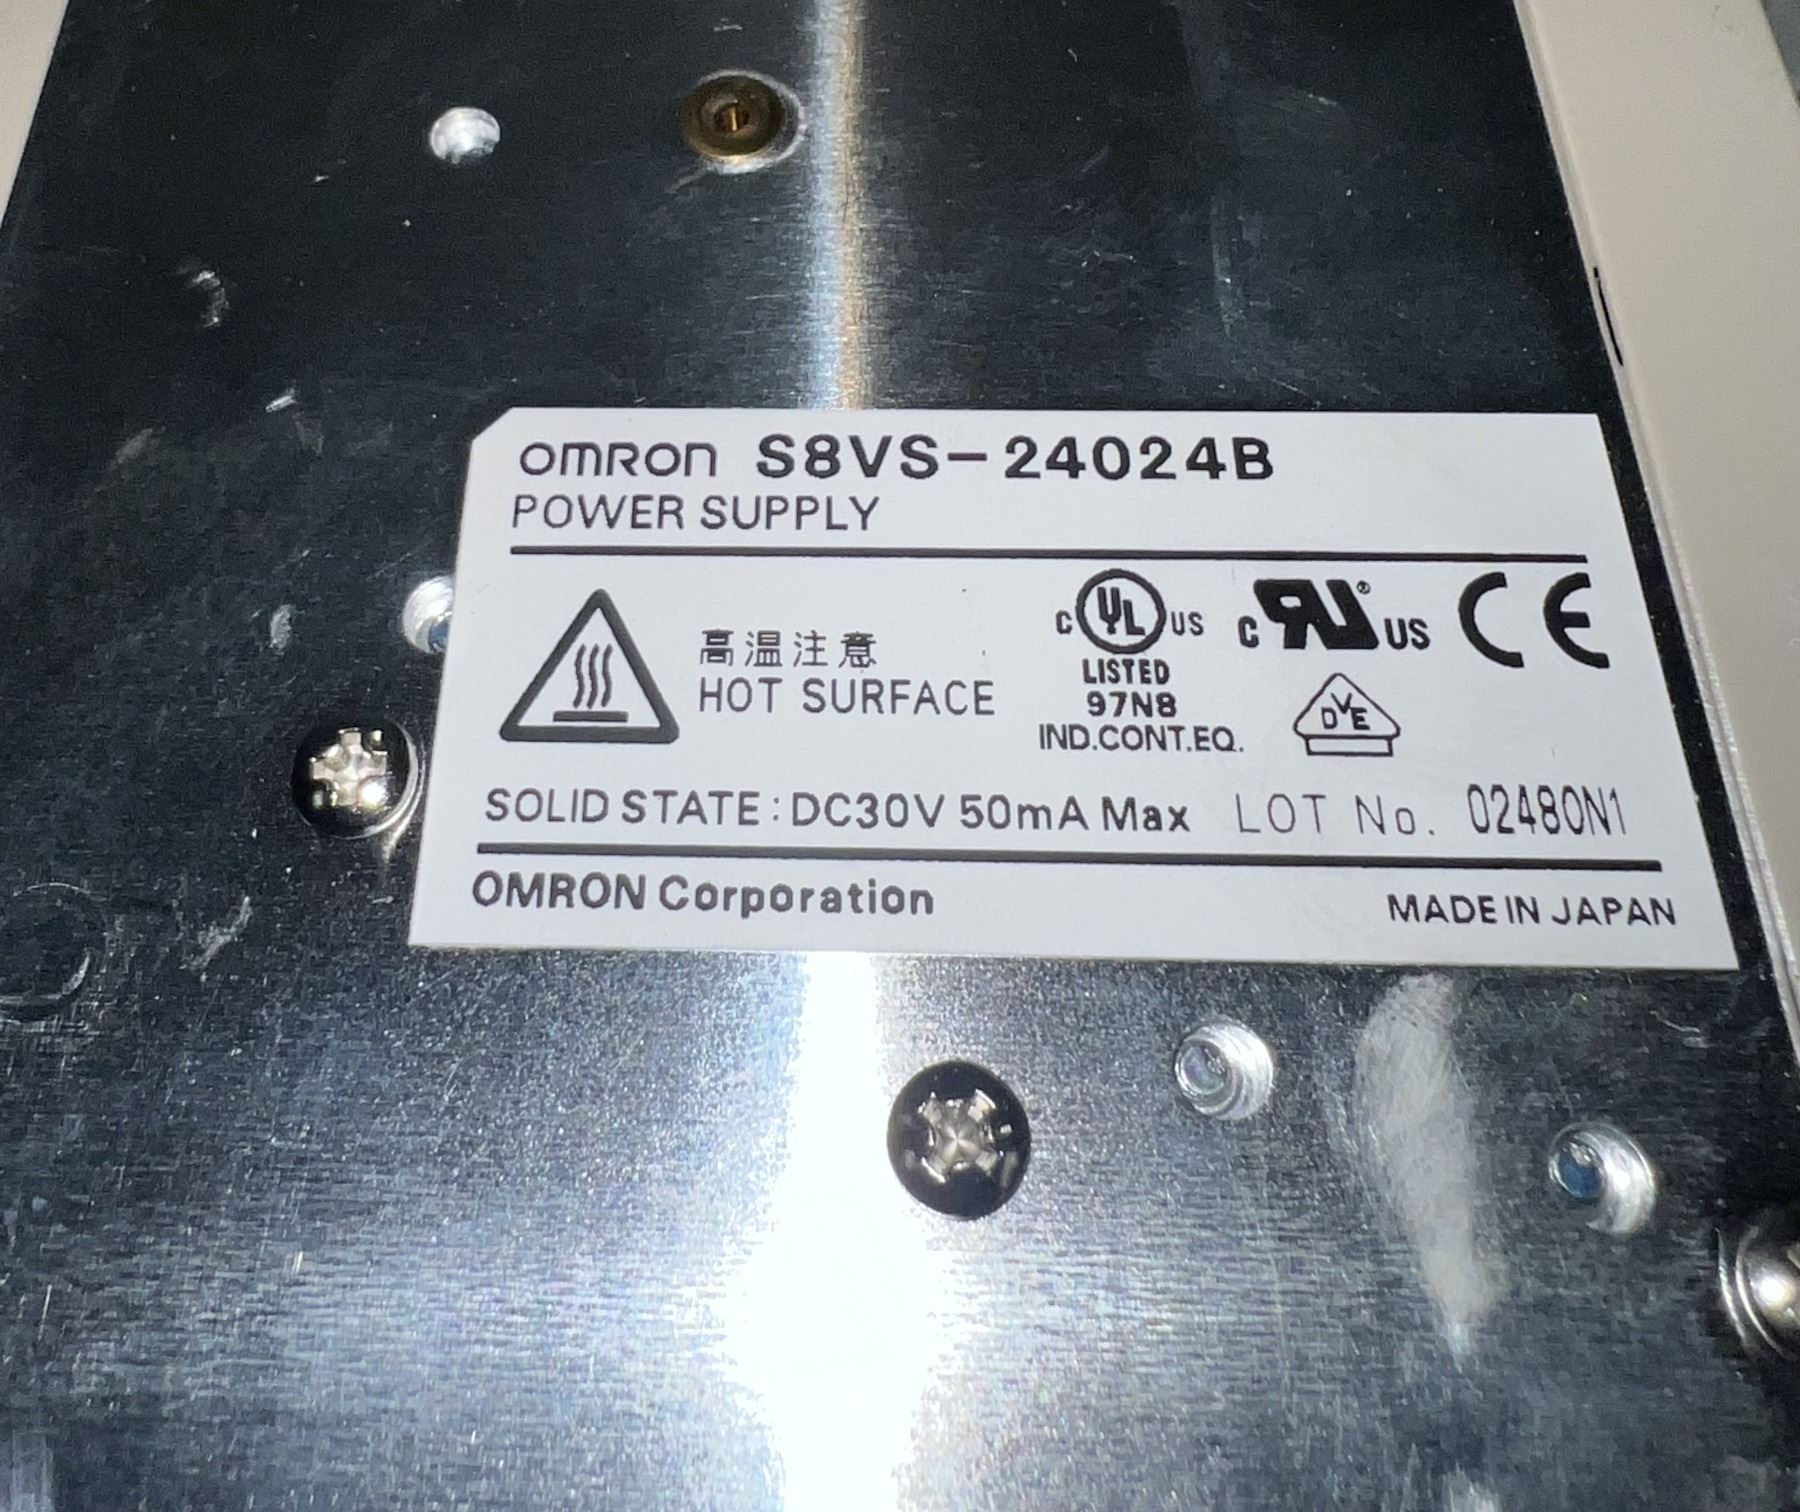 OMRON S8VS-24024B
POWER SUPPLY
高温注意
HOT SURFACE
C UL US
LISTED
97N8
IND.CONT.EQ.
C RU® US
CE
DVE
SOLID STATE : DC30V 50mA Max LOT No. 02480N1
OMRON Corporation
MADE IN JAPAN